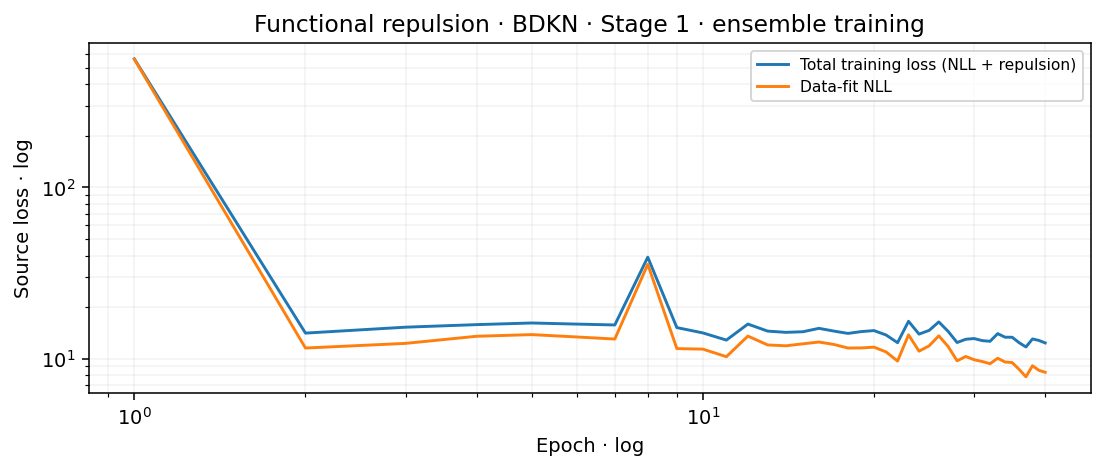 Functional repulsion · BDKN · Stage 1 · ensemble training
Total training loss (NLL + repulsion)
Data-fit NLL
Source loss · log
10²
10¹
10⁰
10¹
Epoch · log